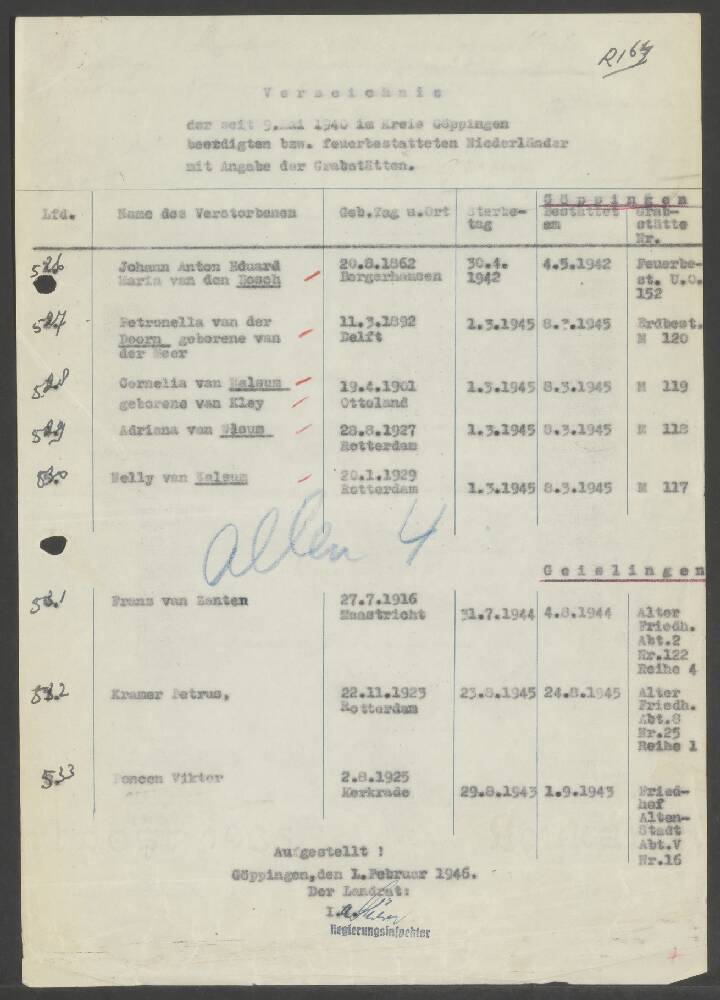 R164
Verzeichnis
der seit 9.Mai 1940 im Kreis Göppingen
beerdigten bzw. feuerbestatteten Niederländer
mit Angabe der Grabstätten.
Göppingen
Lfd. Name des Verstorbenen Geb.Tag u.Ort Sterbe- Bestattet Grab-
tag am stätte
Nr.
526 Johann Anton Eduard 20.8.1862 30.4. 4.5.1942 Feuerbe-
Maria van den Bosch Borgerhausen 1942 st. U.O.
152
527 Petronella van der 11.3.1892 1.3.1945 8.3.1945 Erdbest.
Doorn geborene van Delft M 120
der Meer
528 Cornelia van Walsum 19.4.1901 1.3.1945 8.3.1945 M 119
geborene van Kley Ottoland
529 Adriana van 28.8.1927 1.3.1945 8.3.1945 M 118
Rotterdam
530 Nelly van Walsum 20.1.1929
Rotterdam 1.3.1945 8.3.1945 M 117
allen 4
Geislingen
531 Franz van Zanten 27.7.1916
Maastricht 31.7.1944 4.8.1944 Alter
Friedh.
Abt.2
Nr.122
Reihe 4
532 Kramer Petrus, 22.11.1923 23.8.1945 24.8.1945 Alter
Rotterdam Friedh.
Abt.8
Nr.25
Reihe 1
533 Viktor 2.8.1925
Kerkrade 29.8.1943 1.9.1943 Fried-
hof
Alten-
Stadt
Abt.V
Nr.16
Aufgestellt !
Göppingen,den 1.Februar 1946.
Der Landrat:
I.A.
Regierungsinspektor